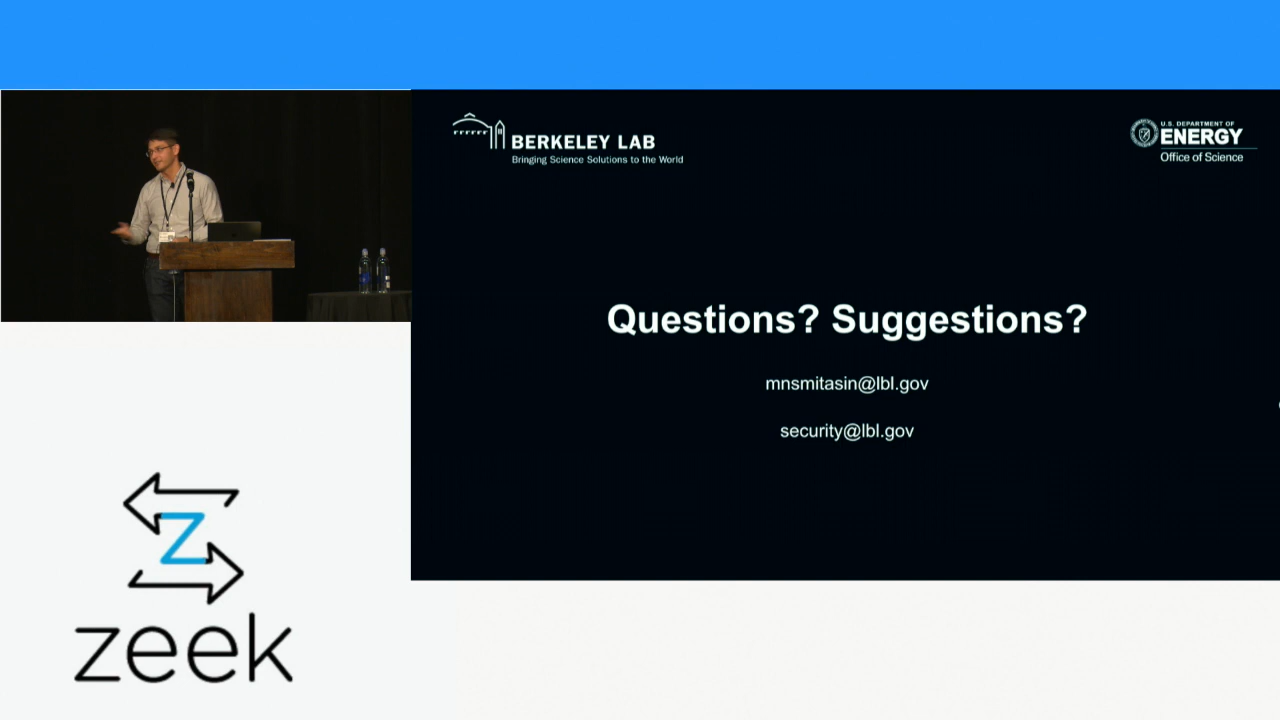 BERKELEY LAB
Bringing Science Solutions to the World
U.S. DEPARTMENT OF
ENERGY
Office of Science
Questions? Suggestions?
mnsmitasin@lbl.gov
security@lbl.gov
Z
zeek